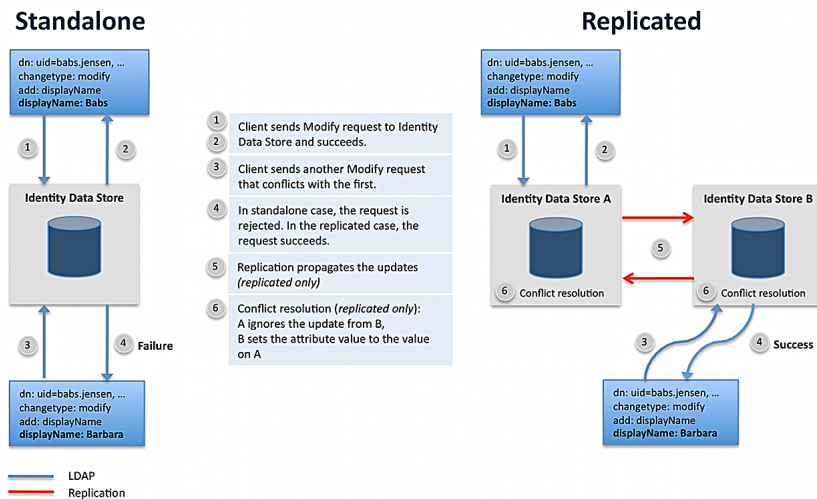 Standalone
dn: uid=babs.jensen, ...
changetype: modify
add: displayName
displayName: Babs
1
2
Identity Data Store
3
4
Failure
dn: uid=babs.jensen, ...
changetype: modify
add: displayName
displayName: Barbara
LDAP
Replication
1
2
Client sends Modify request to Identity
Data Store and succeeds.
3
Client sends another Modify request
that conflicts with the first.
4
In standalone case, the request is
rejected. In the replicated case, the
request succeeds.
5
Replication propagates the updates
(replicated only)
6
Conflict resolution (replicated only):
A ignores the update from B,
B sets the attribute value to the value
on A
Replicated
dn: uid=babs.jensen, ...
changetype: modify
add: displayName
displayName: Babs
1
2
Identity Data Store A
6
Conflict resolution
5
Identity Data Store B
6
Conflict resolution
3
4
Success
dn: uid=babs.jensen, ...
changetype: modify
add: displayName
displayName: Barbara